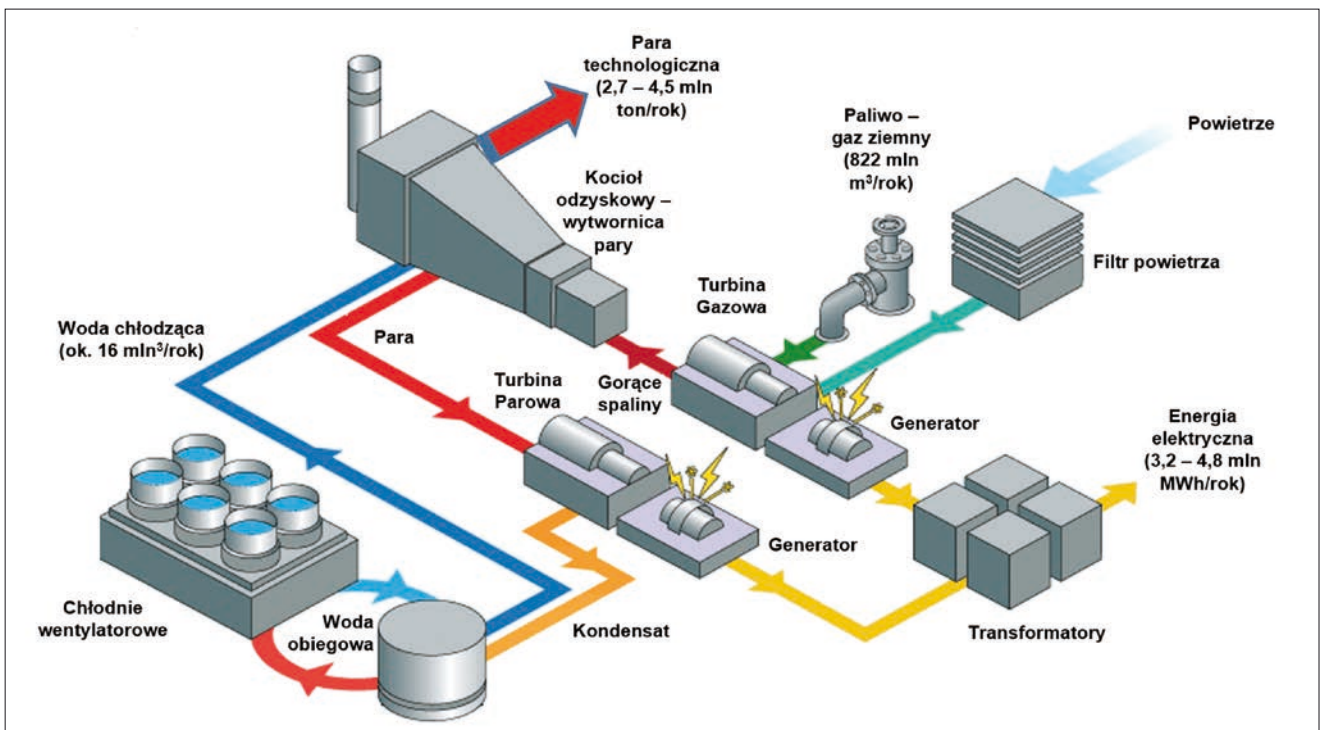 Para
technologiczna
(2,7 – 4,5 mln
ton/rok)
Paliwo –
gaz ziemny
(822 mln
m³/rok)
Powietrze
Kocioł
odzyskowy –
wytwornica
pary
Filtr powietrza
Turbina
Gazowa
Woda chłodząca
(ok. 16 mln³/rok)
Para
Turbina
Parowa
Gorące
spaliny
Generator
Energia
elektryczna
(3,2 – 4,8 mln
MWh/rok)
Generator
Chłodnie
wentylatorowe
Woda
obiegowa
Kondensat
Transformatory